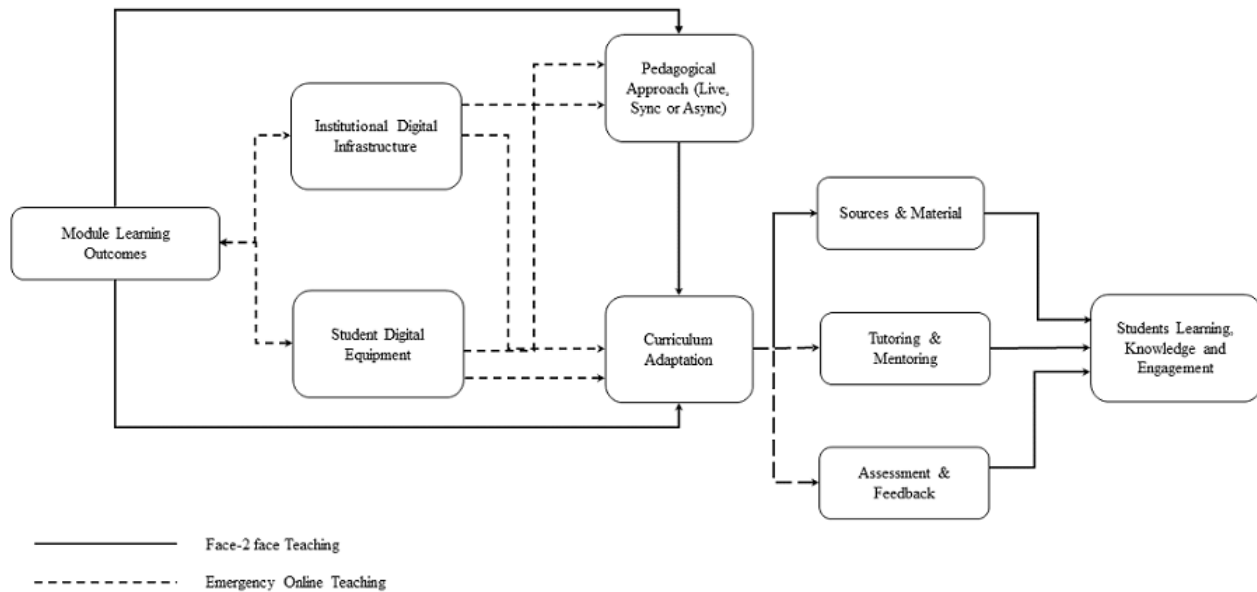 Pedagogical
Approach (Live,
Sync or Async)
Institutional Digital
Infrastructure
Module Learning
Outcomes
Student Digital
Equipment
Curriculum
Adaptation
Sources & Material
Tutoring &
Mentoring
Assessment &
Feedback
Students Learning,
Knowledge and
Engagement
Face-2 face Teaching
Emergency Online Teaching